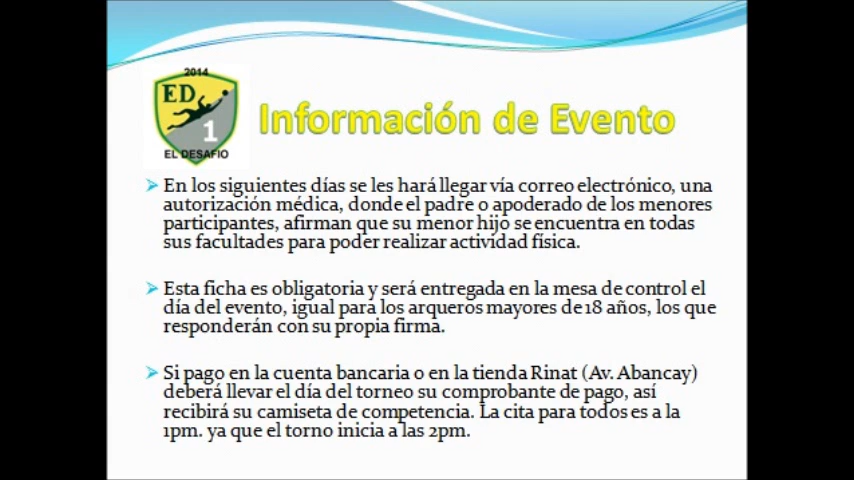 2014
ED
1
EL DESAFIO
Información de Evento
En los siguientes días se les hará llegar vía correo electrónico, una
autorización médica, donde el padre o apoderado de los menores
participantes, afirman que su menor hijo se encuentra en todas
sus facultades para poder realizar actividad física.
Esta ficha es obligatoria y será entregada en la mesa de control el
día del evento, igual para los arqueros mayores de 18 años, los que
responderán con su propia firma.
Si pago en la cuenta bancaria o en la tienda Rinat (Av. Abancay)
deberá llevar el día del torneo su comprobante de pago, así
recibirá su camiseta de competencia. La cita para todos es a la
1pm. ya que el torno inicia a las 2pm.